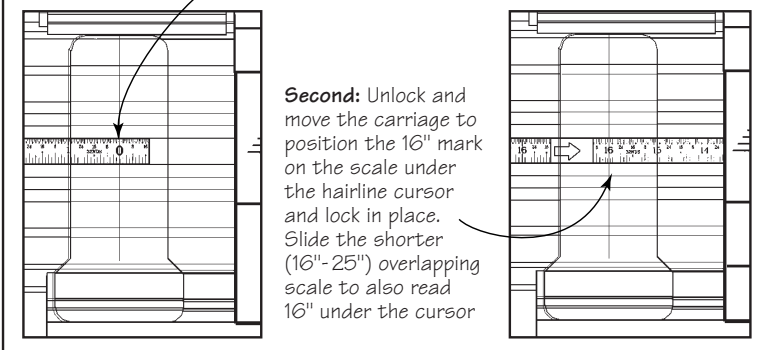 0
Second: Unlock and
move the carriage to
position the 16" mark
on the scale under
the hairline cursor
and lock in place.
Slide the shorter
(16"-25") overlapping
scale to also read
16" under the cursor
16 16 15 14